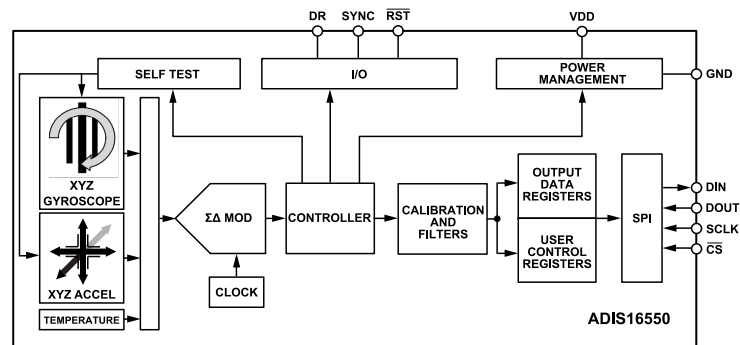 DR SYNC RST VDD
SELF TEST
I/O
POWER
MANAGEMENT
GND
XYZ
GYROSCOPE
XYZ ACCEL
TEMPERATURE
ΣΔ MOD
CLOCK
CONTROLLER
CALIBRATION
AND
FILTERS
OUTPUT
DATA
REGISTERS
USER
CONTROL
REGISTERS
SPI
DIN
DOUT
SCLK
CS
ADIS16550